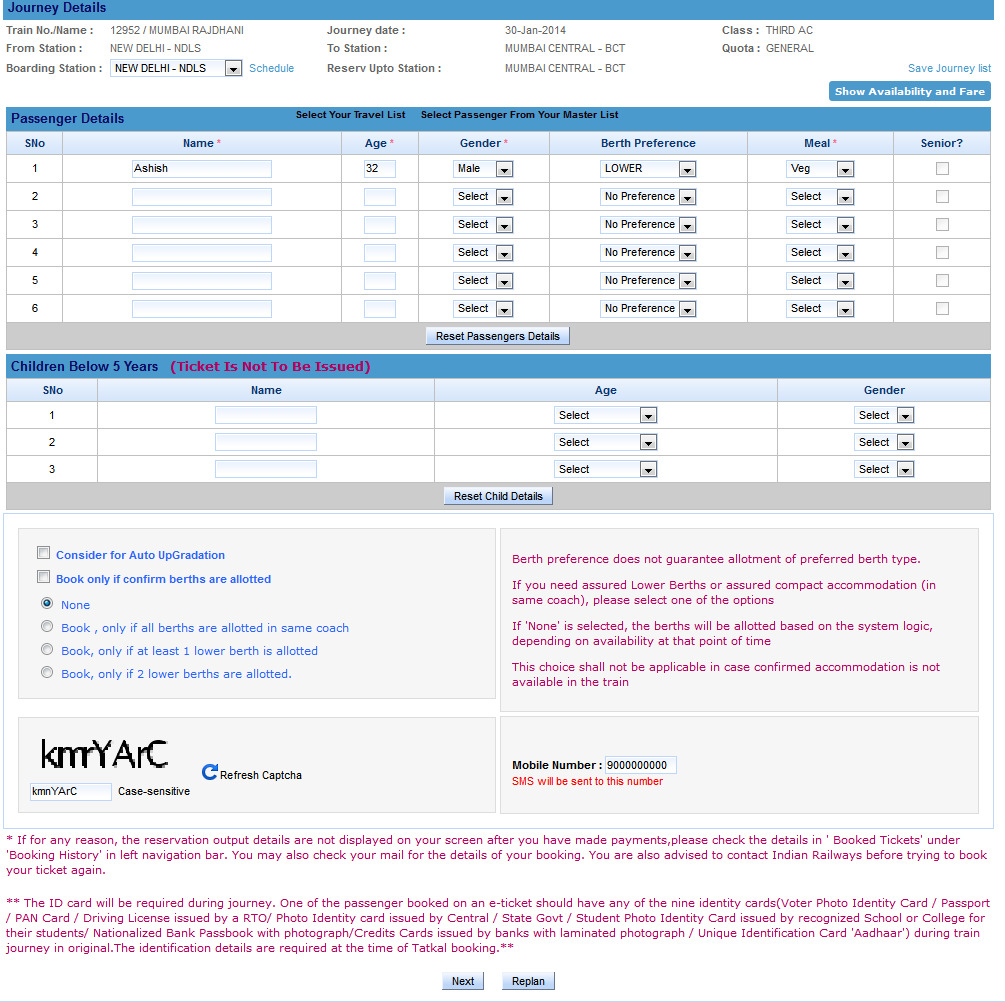 Journey Details
Train No./Name : 12952 / MUMBAI RAJDHANI Journey date : 30-Jan-2014 Class : THIRD AC
From Station : NEW DELHI - NDLS To Station : MUMBAI CENTRAL - BCT Quota : GENERAL
Boarding Station : NEW DELHI - NDLS Schedule Reserv Upto Station : MUMBAI CENTRAL - BCT Save Journey list
Show Availability and Fare
Passenger Details Select Your Travel List Select Passenger From Your Master List
SNo Name * Age * Gender * Berth Preference Meal * Senior?
1 Ashish 32 Male LOWER Veg
2 Select No Preference Select
3 Select No Preference Select
4 Select No Preference Select
5 Select No Preference Select
6 Select No Preference Select
Reset Passengers Details
Children Below 5 Years (Ticket Is Not To Be Issued)
SNo Name Age Gender
1 Select Select
2 Select Select
3 Select Select
Reset Child Details
Consider for Auto UpGradation
Book only if confirm berths are allotted
None
Book , only if all berths are allotted in same coach
Book, only if at least 1 lower berth is allotted
Book, only if 2 lower berths are allotted.
Berth preference does not guarantee allotment of preferred berth type.
If you need assured Lower Berths or assured compact accommodation (in
same coach), please select one of the options
If 'None' is selected, the berths will be allotted based on the system logic,
depending on availability at that point of time
This choice shall not be applicable in case confirmed accommodation is not
available in the train
kmnYArC
Refresh Captcha
kmnYArC Case-sensitive
Mobile Number : 9000000000
SMS will be sent to this number
* If for any reason, the reservation output details are not displayed on your screen after you have made payments,please check the details in ' Booked Tickets' under
'Booking History' in left navigation bar. You may also check your mail for the details of your booking. You are also advised to contact Indian Railways before trying to book
your ticket again.
** The ID card will be required during journey. One of the passenger booked on an e-ticket should have any of the nine identity cards(Voter Photo Identity Card / Passport
/ PAN Card / Driving License issued by a RTO/ Photo Identity card issued by Central / State Govt / Student Photo Identity Card issued by recognized School or College for
their students/ Nationalized Bank Passbook with photograph/Credits Cards issued by banks with laminated photograph / Unique Identification Card 'Aadhaar') during train
journey in original.The identification details are required at the time of Tatkal booking.**
Next Replan